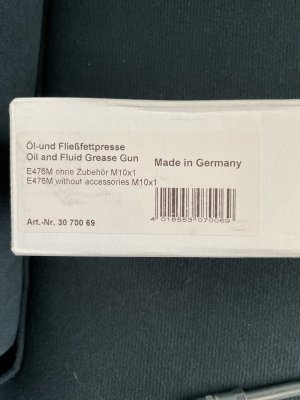 Öl-und Fließfettpresse
Oil and Fluid Grease Gun
Made in Germany
E476M ohne Zubehör M10x1
E476M without accessories M10x1
4 016553 070069
Art.-Nr. 30 700 69